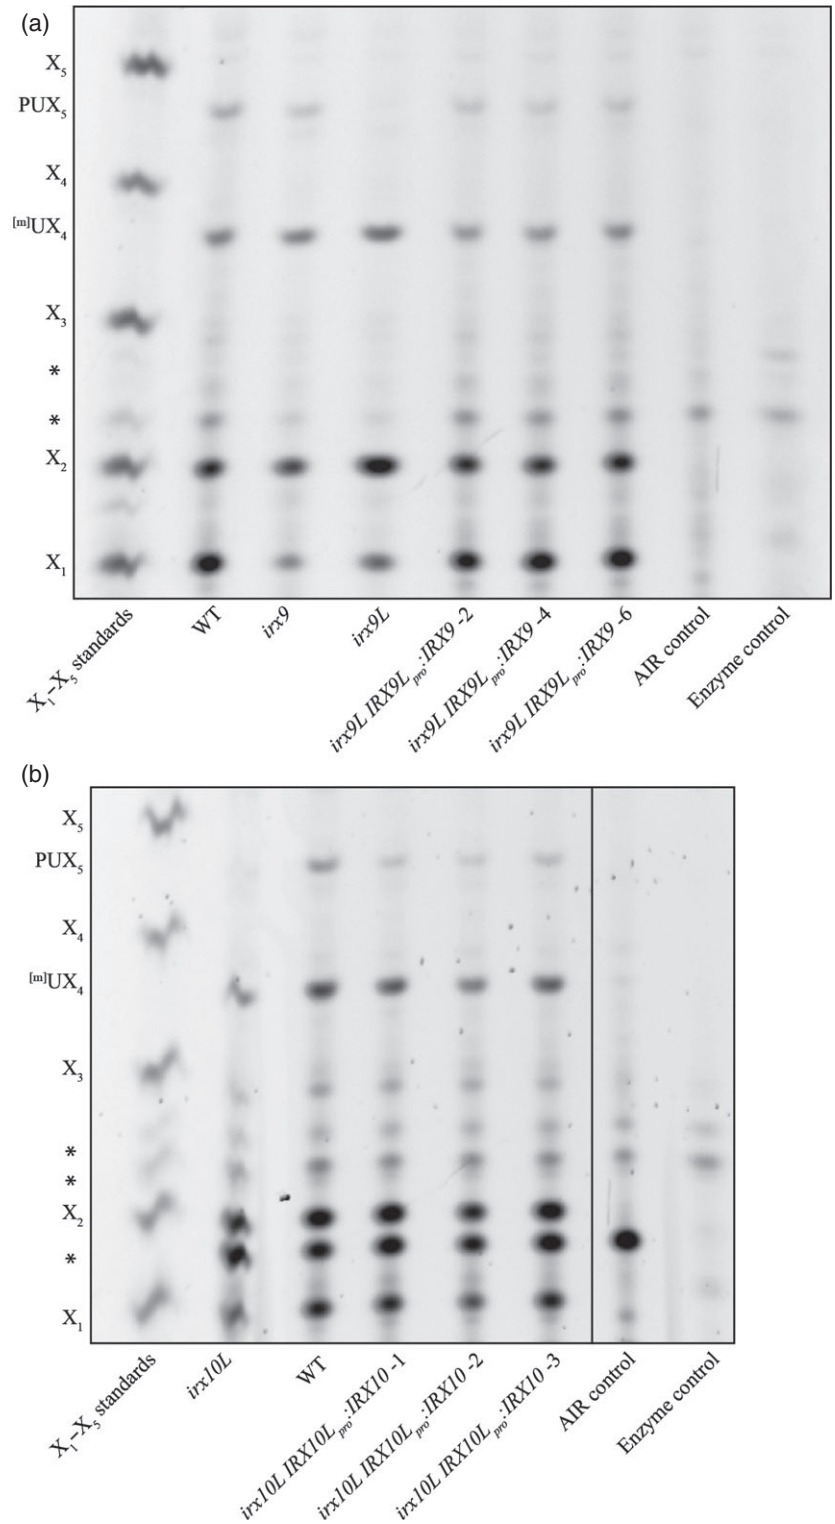 (a)
X5
PUX5
X4
[m]UX4
X3
*
*
X2
X1
X1–X5 standards
WT
irx9
irx9L
irx9L IRX9Lpro:IRX9 -2
irx9L IRX9Lpro:IRX9 -4
irx9L IRX9Lpro:IRX9 -6
AIR control
Enzyme control
(b)
X5
PUX5
X4
[m]UX4
X3
*
*
X2
*
X1
X1–X5 standards
irx10L
WT
irx10L IRX10Lpro:IRX10 -1
irx10L IRX10Lpro:IRX10 -2
irx10L IRX10Lpro:IRX10 -3
AIR control
Enzyme control